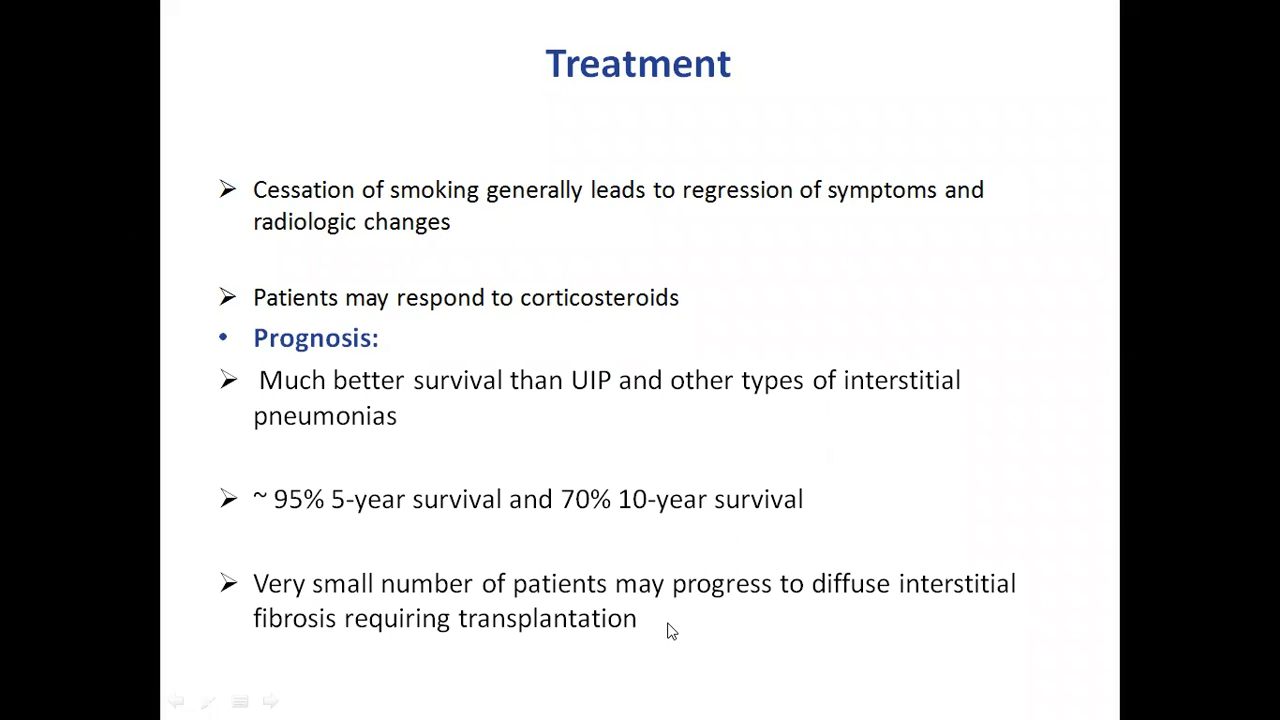 Treatment
➢ Cessation of smoking generally leads to regression of symptoms and
radiologic changes
➢ Patients may respond to corticosteroids
• Prognosis:
➢ Much better survival than UIP and other types of interstitial
pneumonias
➢ ~ 95% 5-year survival and 70% 10-year survival
➢ Very small number of patients may progress to diffuse interstitial
fibrosis requiring transplantation